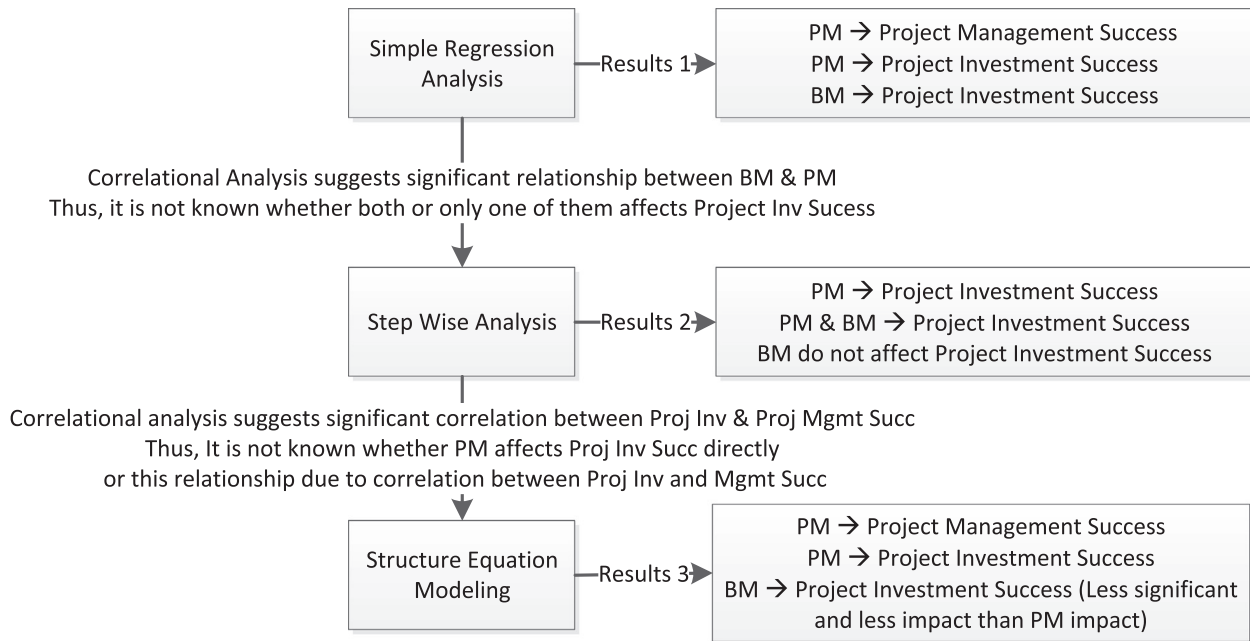 Simple Regression
Analysis
Results 1
PM → Project Management Success
PM → Project Investment Success
BM → Project Investment Success
Correlational Analysis suggests significant relationship between BM & PM
Thus, it is not known whether both or only one of them affects Project Inv Sucess
Step Wise Analysis
Results 2
PM → Project Investment Success
PM & BM → Project Investment Success
BM do not affect Project Investment Success
Correlational analysis suggests significant correlation between Proj Inv & Proj Mgmt Succ
Thus, It is not known whether PM affects Proj Inv Succ directly
or this relationship due to correlation between Proj Inv and Mgmt Succ
Structure Equation
Modeling
Results 3
PM → Project Management Success
PM → Project Investment Success
BM → Project Investment Success (Less significant
and less impact than PM impact)